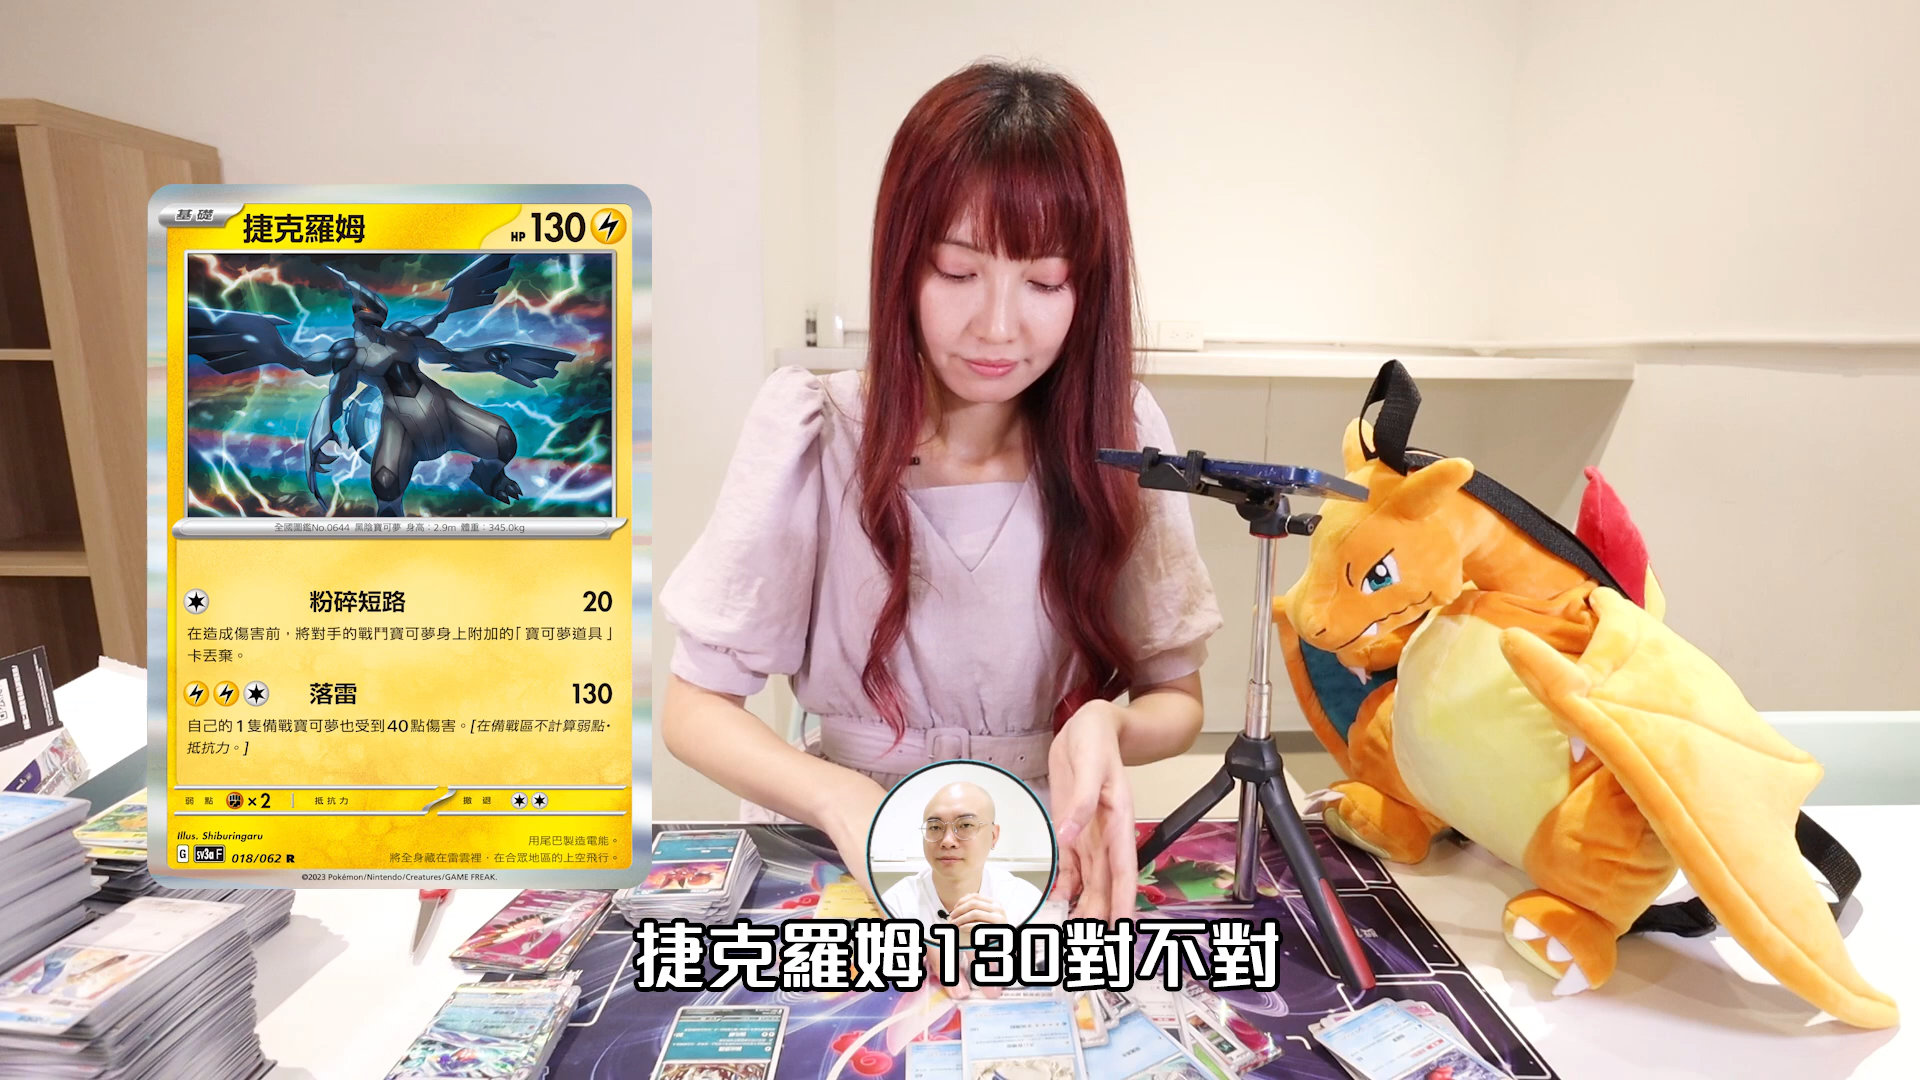 基礎
捷克羅姆
HP 130
全國圖鑑No.0644 黑陰寶可夢 身高：2.9m 體重：345.0kg
粉碎短路 20
在造成傷害前，將對手的戰鬥寶可夢身上附加的「寶可夢道具」
卡丟棄。
落雷 130
自己的1隻備戰寶可夢也受到40點傷害。[在備戰區不計算弱點・
抵抗力。]
弱點 ×2 抵抗力 撤退
Illus. Shiburingaru
用尾巴製造電能。
G sv3a F 018/062 R
將全身藏在雷雲裡，在合眾地區的上空飛行。
©2023 Pokémon/Nintendo/Creatures/GAME FREAK.
捷克羅姆130對不對